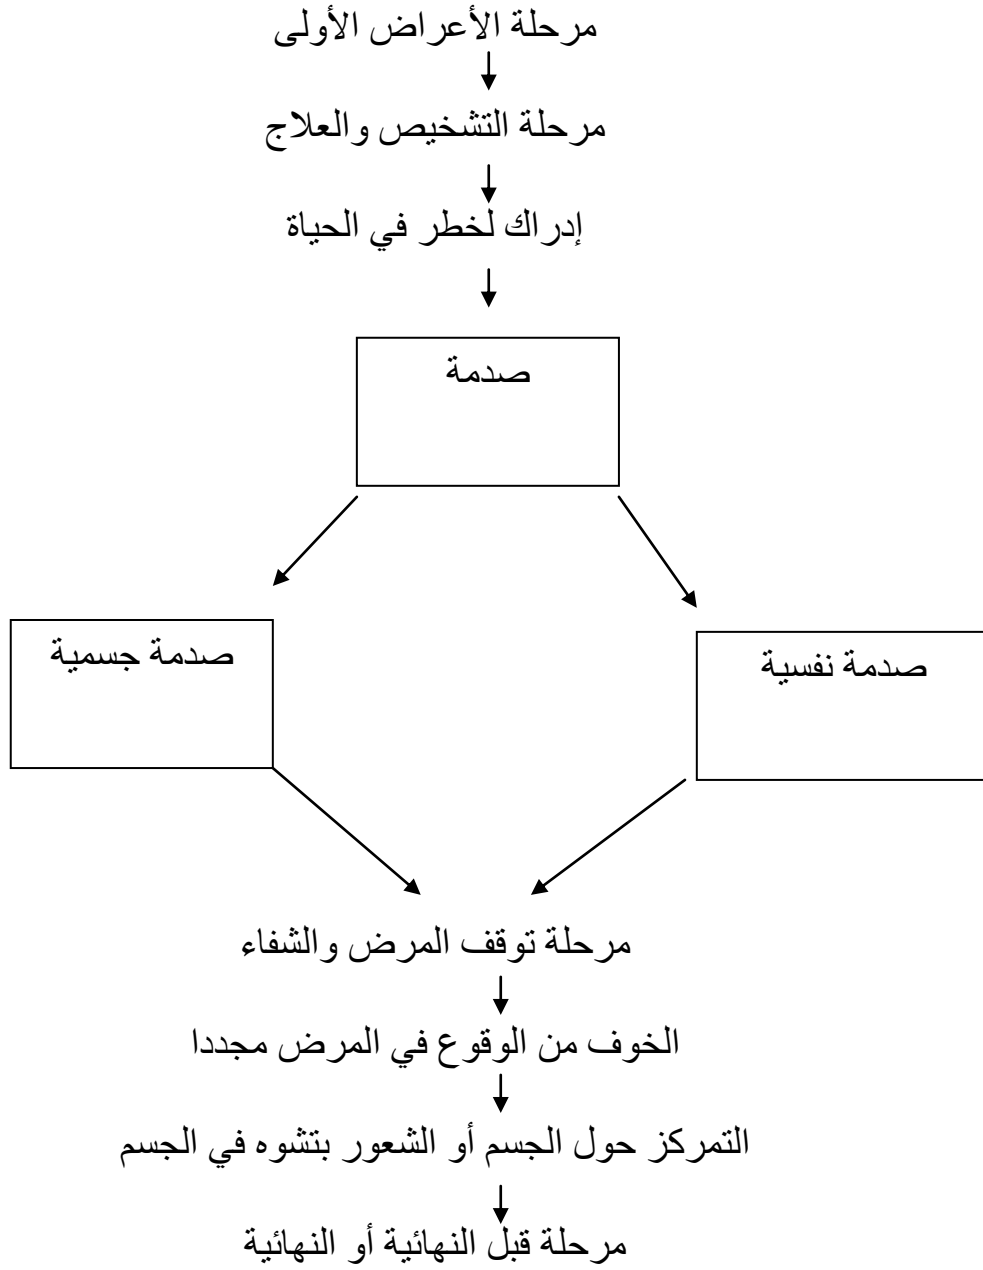 مرحلة الأعراض الأولى
مرحلة التشخيص والعلاج
إدراك لخطر في الحياة
صدمة
صدمة نفسية
صدمة جسمية
مرحلة توقف المرض والشفاء
الخوف من الوقوع في المرض مجددا
التمركز حول الجسم أو الشعور بتشوه في الجسم
مرحلة قبل النهائية أو النهائية